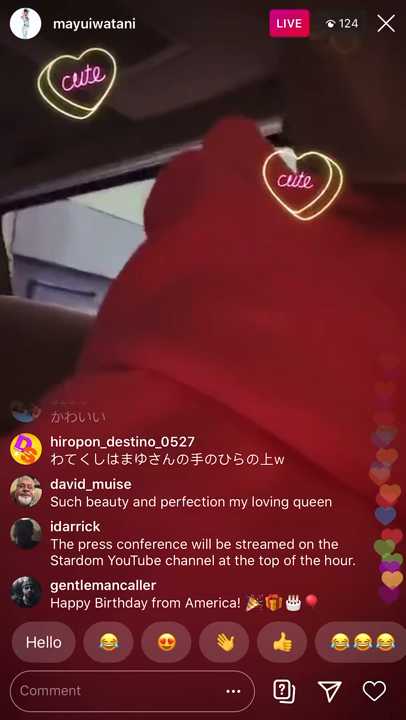 mayuiwatani
LIVE
124
cute
cute
かわいい
hiropon_destino_0527
わてくしはまゆさんの手のひらの上w
david_muise
Such beauty and perfection my loving queen
idarrick
The press conference will be streamed on the
Stardom YouTube channel at the top of the hour.
gentlemancaller
Happy Birthday from America! 🎉🎁🎂🎈
Hello
Comment